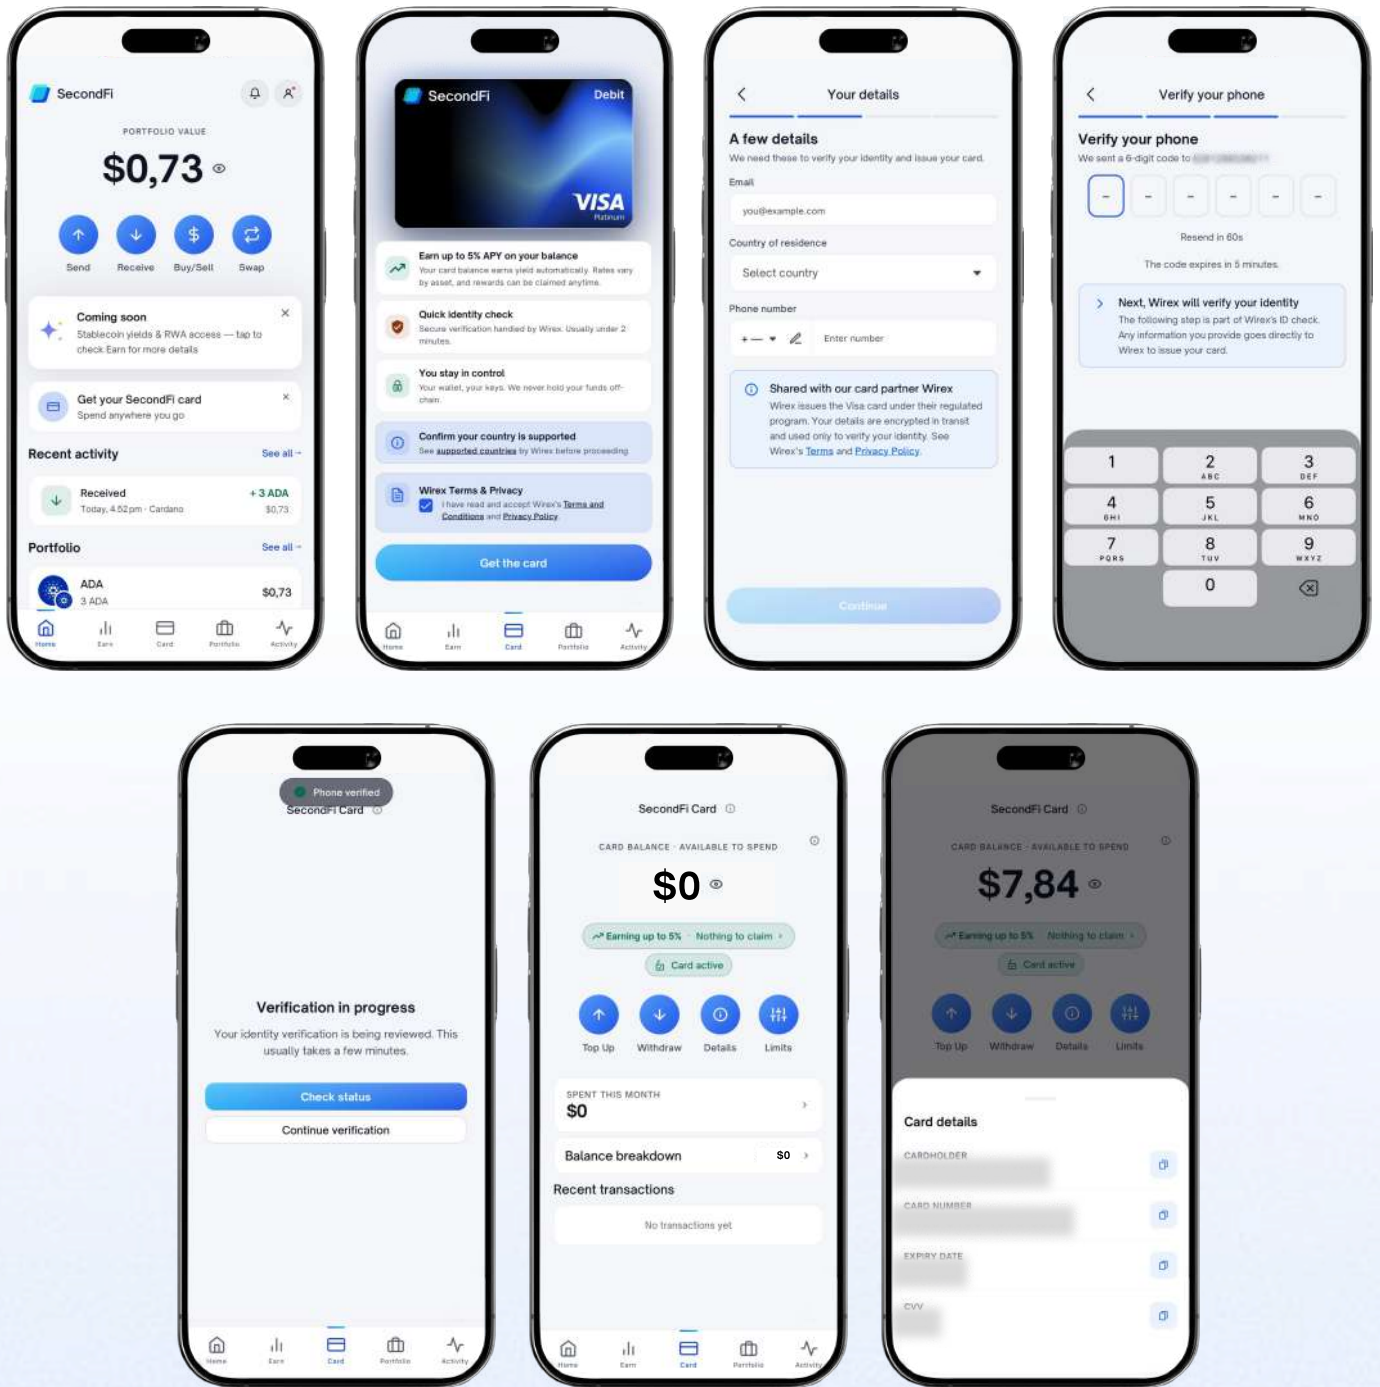 SecondFi
PORTFOLIO VALUE
$0,73
Send
Receive
Buy/Sell
Swap
Coming soon
Stablecoin yields & RWA access — tap to
check Earn for more details
Get your SecondFi card
Spend anywhere you go
Recent activity
See all
Received
+ 3 ADA
Today, 4.52pm · Cardano
$0,73
Portfolio
See all
ADA
$0,73
3 ADA
Home
Earn
Card
Portfolio
Activity
SecondFi
Debit
VISA
Platinum
Earn up to 5% APY on your balance
Your card balance earns yield automatically. Rates vary
by asset, and rewards can be claimed anytime.
Quick identity check
Secure verification handled by Wirex. Usually under 2
minutes.
You stay in control
Your wallet, your keys. We never hold your funds off-
chain.
Confirm your country is supported
See supported countries by Wirex before proceeding
Wirex Terms & Privacy
I have read and accept Wirex's Terms and
Conditions and Privacy Policy
Get the card
Home
Earn
Card
Portfolio
Activity
Your details
A few details
We need these to verify your identity and issue your card.
Email
you@example.com
Country of residence
Select country
Phone number
+ —
Enter number
Shared with our card partner Wirex
Wirex issues the Visa card under their regulated
program. Your details are encrypted in transit
and used only to verify your identity. See
Wirex's Terms and Privacy Policy.
Continue
Verify your phone
Verify your phone
We sent a 6-digit code to
– – – – – –
Resend in 60s
The code expires in 5 minutes.
Next, Wirex will verify your identity
The following step is part of Wirex's ID check.
Any information you provide goes directly to
Wirex to issue your card.
1 2 3
ABC DEF
4 5 6
GHI JKL MNO
7 8 9
PQRS TUV WXYZ
0
Phone verified
SecondFi Card
Verification in progress
Your identity verification is being reviewed. This
usually takes a few minutes.
Check status
Continue verification
Home
Earn
Card
Portfolio
Activity
SecondFi Card
CARD BALANCE · AVAILABLE TO SPEND
$0
Earning up to 5% · Nothing to claim
Card active
Top Up
Withdraw
Details
Limits
SPENT THIS MONTH
$0
Balance breakdown
$0
Recent transactions
No transactions yet
Home
Earn
Card
Portfolio
Activity
SecondFi Card
CARD BALANCE · AVAILABLE TO SPEND
$7,84
Earning up to 5% · Nothing to claim
Card active
Top Up
Withdraw
Details
Limits
Card details
CARDHOLDER
CARD NUMBER
EXPIRY DATE
CVV